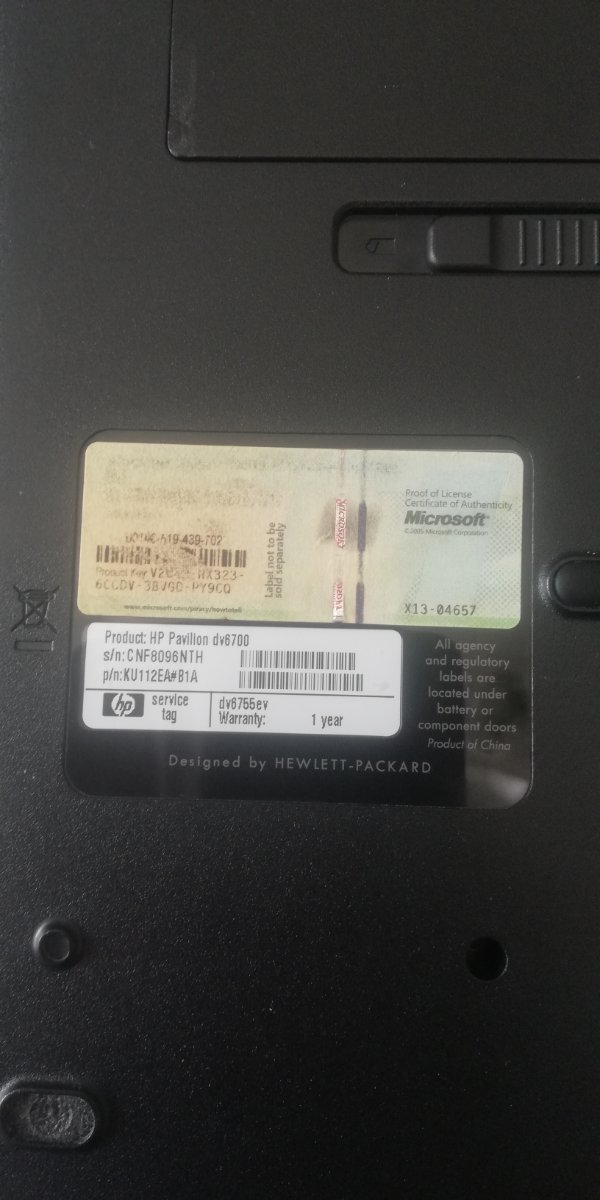 Proof of License
Certificate of Authenticity
Microsoft
©2005 Microsoft Corporation
Label not to be
sold separately
Product Key
www.microsoft.com/piracy/howtotell
X13-04657
Product: HP Pavilion dv6700
s/n: CNF8096NTH
p/n: KU112EA#B1A
hp
service
tag
dv6755ev
Warranty: 1 year
All agency
and regulatory
labels are
located under
battery or
component doors
Product of China
Designed by HEWLETT-PACKARD